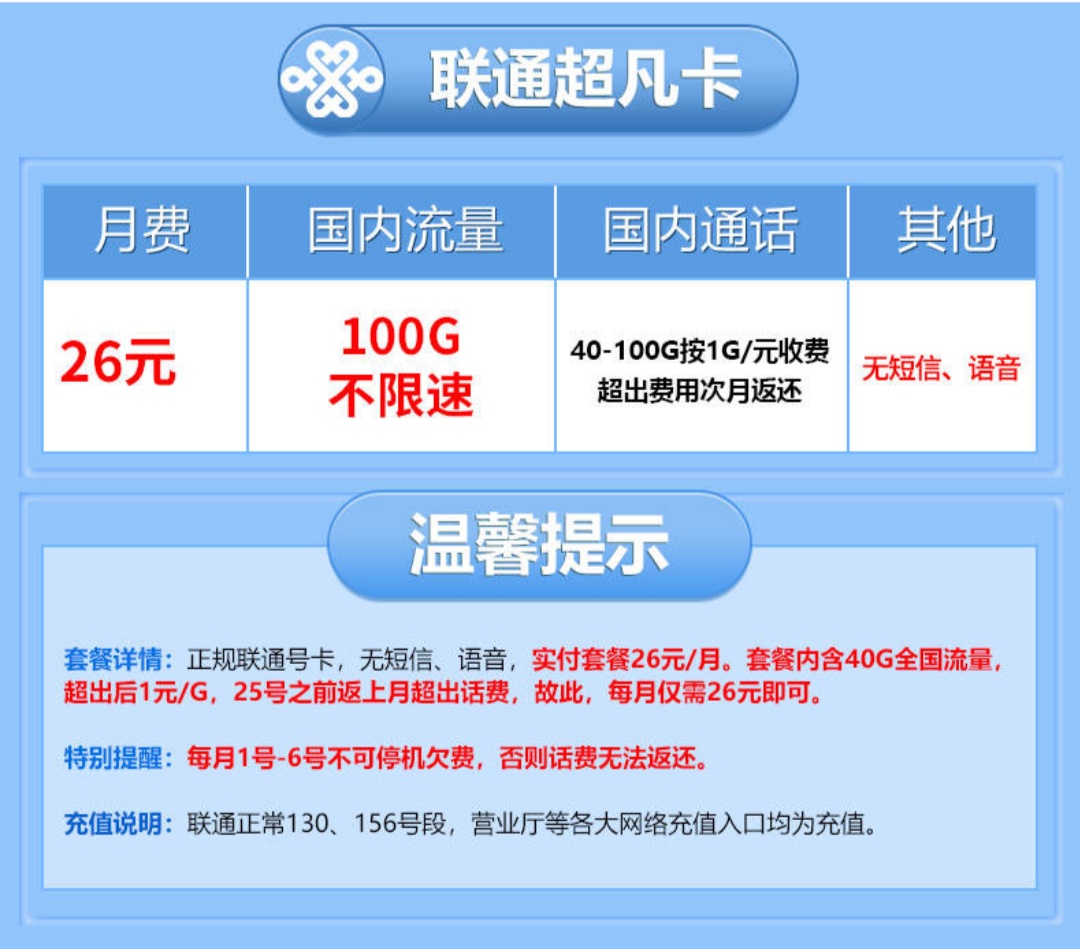 联通超凡卡
月费
国内流量
国内通话
其他
26元
100G
不限速
40-100G按1G/元收费
超出费用次月返还
无短信、语音
温馨提示
套餐详情：正规联通号卡，无短信、语音，实付套餐26元/月。套餐内含40G全国流量，
超出后1元/G，25号之前返上月超出话费，故此，每月仅需26元即可。
特别提醒：每月1号-6号不可停机欠费，否则话费无法返还。
充值说明：联通正常130、156号段，营业厅等各大网络充值入口均为充值。